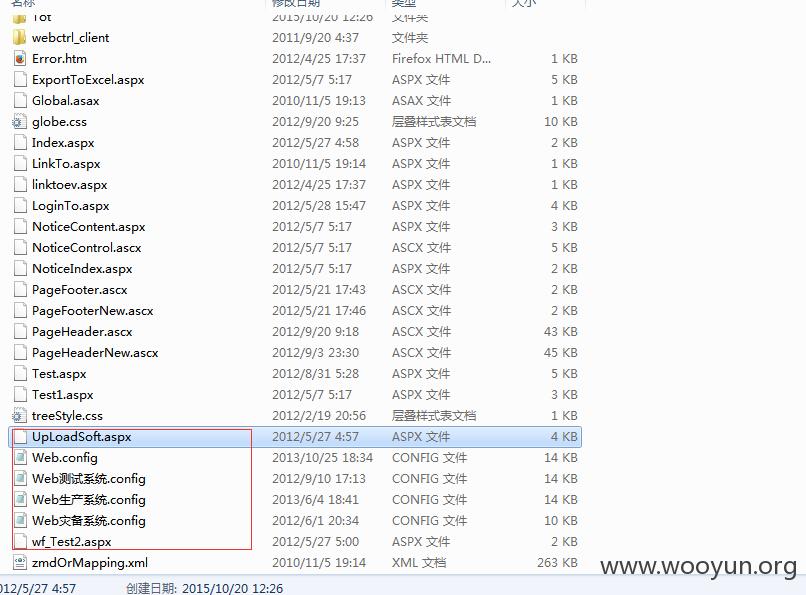 名称 修改日期 类型 大小
Tot 2015/10/20 12:26 文件夹
webctrl_client 2011/9/20 4:37 文件夹
Error.htm 2012/4/25 17:37 Firefox HTML D... 1 KB
ExportToExcel.aspx 2012/5/7 5:17 ASPX 文件 5 KB
Global.asax 2010/11/5 19:13 ASAX 文件 1 KB
globe.css 2012/9/20 9:25 层叠样式表文档 10 KB
Index.aspx 2012/5/27 4:58 ASPX 文件 2 KB
LinkTo.aspx 2010/11/5 19:14 ASPX 文件 1 KB
linktoev.aspx 2012/4/25 17:37 ASPX 文件 1 KB
LoginTo.aspx 2012/5/28 15:47 ASPX 文件 4 KB
NoticeContent.aspx 2012/5/7 5:17 ASPX 文件 3 KB
NoticeControl.ascx 2012/5/7 5:17 ASCX 文件 5 KB
NoticeIndex.aspx 2012/5/7 5:17 ASPX 文件 2 KB
PageFooter.ascx 2012/5/21 17:43 ASCX 文件 2 KB
PageFooterNew.ascx 2012/5/21 17:46 ASCX 文件 2 KB
PageHeader.ascx 2012/9/20 9:18 ASCX 文件 43 KB
PageHeaderNew.ascx 2012/9/3 23:30 ASCX 文件 45 KB
Test.aspx 2012/8/31 5:28 ASPX 文件 5 KB
Test1.aspx 2012/5/7 5:17 ASPX 文件 3 KB
treeStyle.css 2012/2/19 20:56 层叠样式表文档 1 KB
UpLoadSoft.aspx 2012/5/27 4:57 ASPX 文件 4 KB
Web.config 2013/10/25 18:34 CONFIG 文件 14 KB
Web测试系统.config 2012/9/10 17:13 CONFIG 文件 14 KB
Web生产系统.config 2013/6/4 18:41 CONFIG 文件 14 KB
Web灾备系统.config 2012/6/1 20:34 CONFIG 文件 10 KB
wf_Test2.aspx 2012/5/27 5:00 ASPX 文件 2 KB
zmdOrMapping.xml 2010/11/5 19:14 XML 文档 263 KB
www.wooyun.org
012/5/27 4:57 创建日期: 2015/10/20 12:26